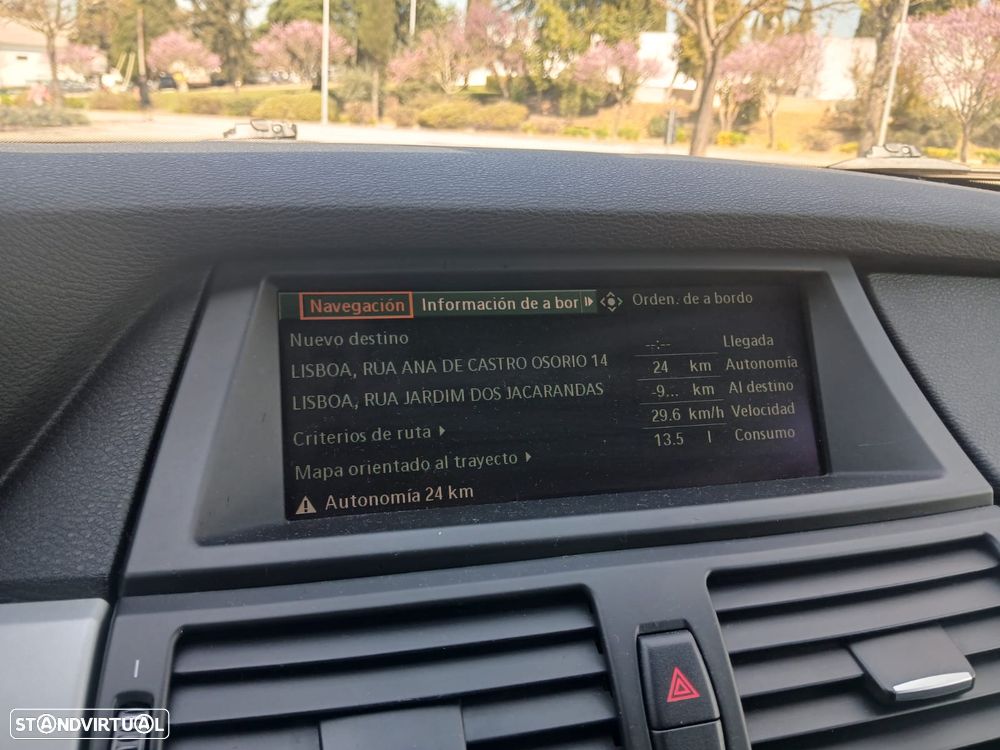 Navegación Información de a bor Orden. de a bordo
Nuevo destino
LISBOA, RUA ANA DE CASTRO OSORIO 14
LISBOA, RUA JARDIM DOS JACARANDAS
Criterios de ruta
Mapa orientado al trayecto
Autonomía 24 km
--:-- Llegada
24 km Autonomía
-9... km Al destino
29.6 km/h Velocidad
13.5 l Consumo
STANDVIRTUAL